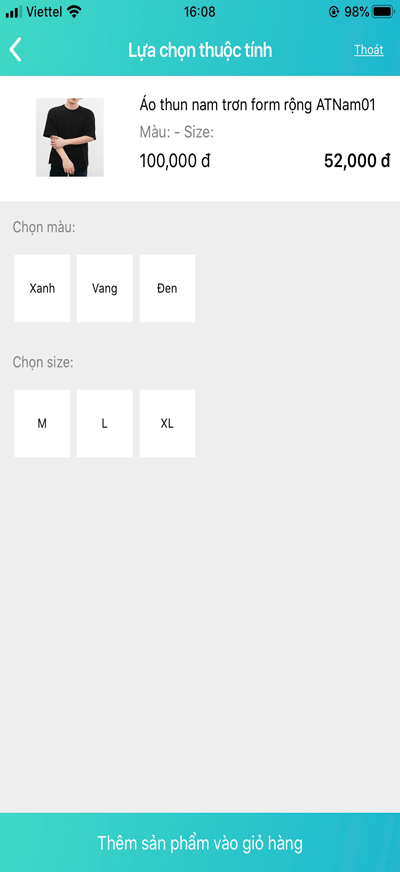 Viettel 16:08 98%
Lựa chọn thuộc tính Thoát
Áo thun nam trơn form rộng ATNam01
Màu: - Size:
100,000 đ 52,000 đ
Chọn màu:
Xanh Vang Đen
Chọn size:
M L XL
Thêm sản phẩm vào giỏ hàng